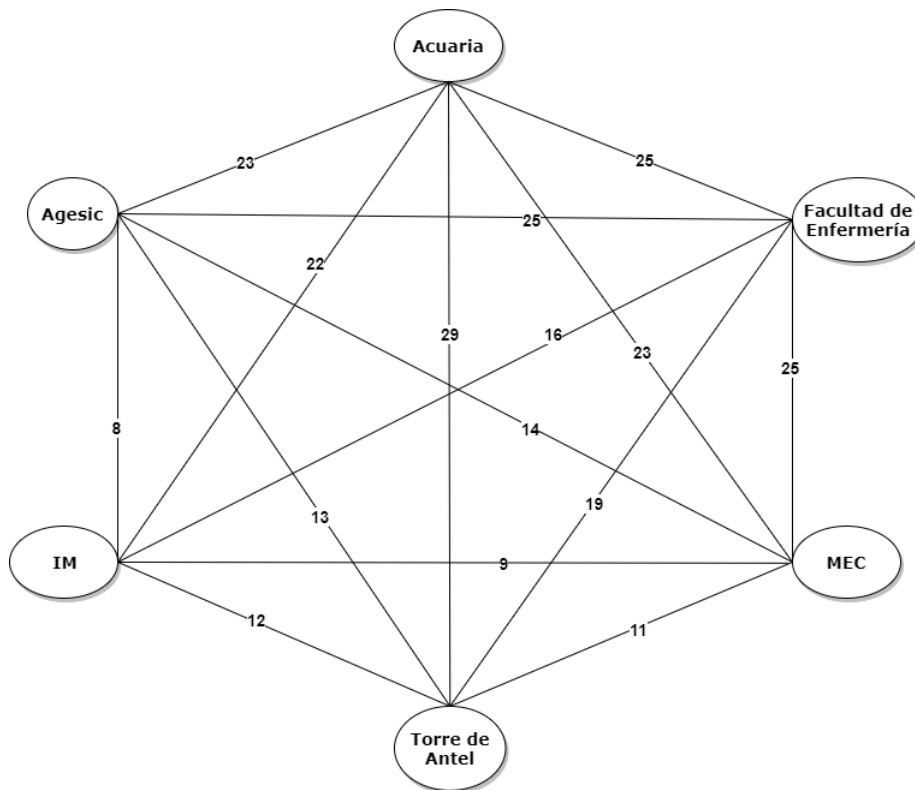 Acuaria
23
25
Agesic
Facultad de
Enfermería
25
22
29
16
23
25
8
14
13
19
IM
9
MEC
12
11
Torre de
Antel